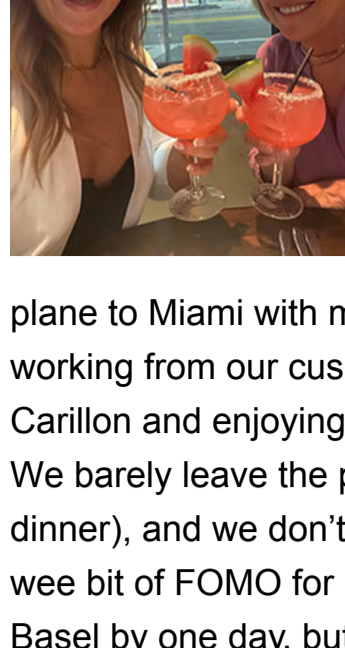 plane to Miami with
working from our
Carillon and enjoying
We barely leave the
dinner), and we don't
wee bit of FOMO for
Basel by one day, but